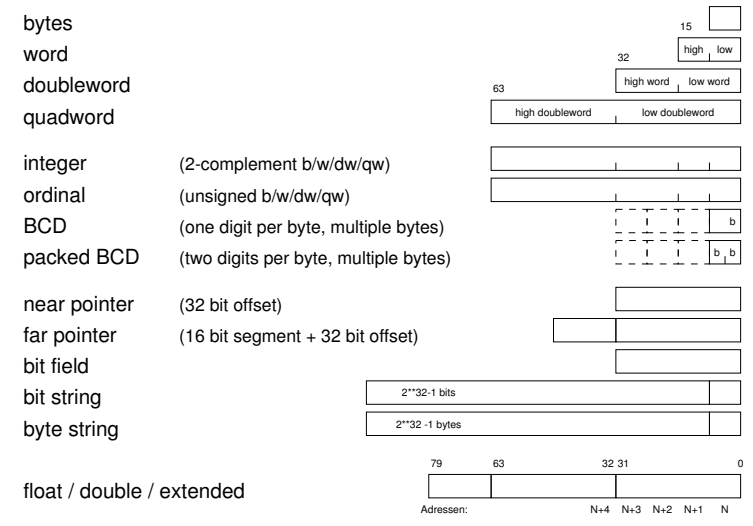 bytes
15
word high low
32
doubleword high word low word
63
quadword high doubleword low doubleword
integer (2-complement b/w/dw/qw)
ordinal (unsigned b/w/dw/qw)
BCD (one digit per byte, multiple bytes) b
packed BCD (two digits per byte, multiple bytes) b b
near pointer (32 bit offset)
far pointer (16 bit segment + 32 bit offset)
bit field
bit string 2**32-1 bits
byte string 2**32 -1 bytes
79 63 32 31 0
float / double / extended
Adressen: N+4 N+3 N+2 N+1 N